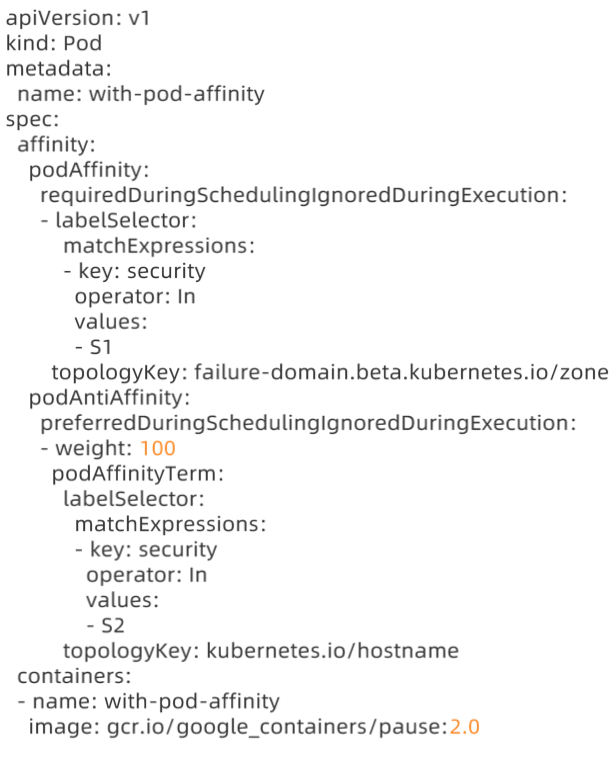 apiVersion: v1
kind: Pod
metadata:
  name: with-pod-affinity
spec:
  affinity:
    podAffinity:
      requiredDuringSchedulingIgnoredDuringExecution:
      - labelSelector:
          matchExpressions:
          - key: security
            operator: In
            values:
            - S1
        topologyKey: failure-domain.beta.kubernetes.io/zone
    podAntiAffinity:
      preferredDuringSchedulingIgnoredDuringExecution:
      - weight: 100
        podAffinityTerm:
          labelSelector:
            matchExpressions:
            - key: security
              operator: In
              values:
              - S2
          topologyKey: kubernetes.io/hostname
  containers:
  - name: with-pod-affinity
    image: gcr.io/google_containers/pause:2.0